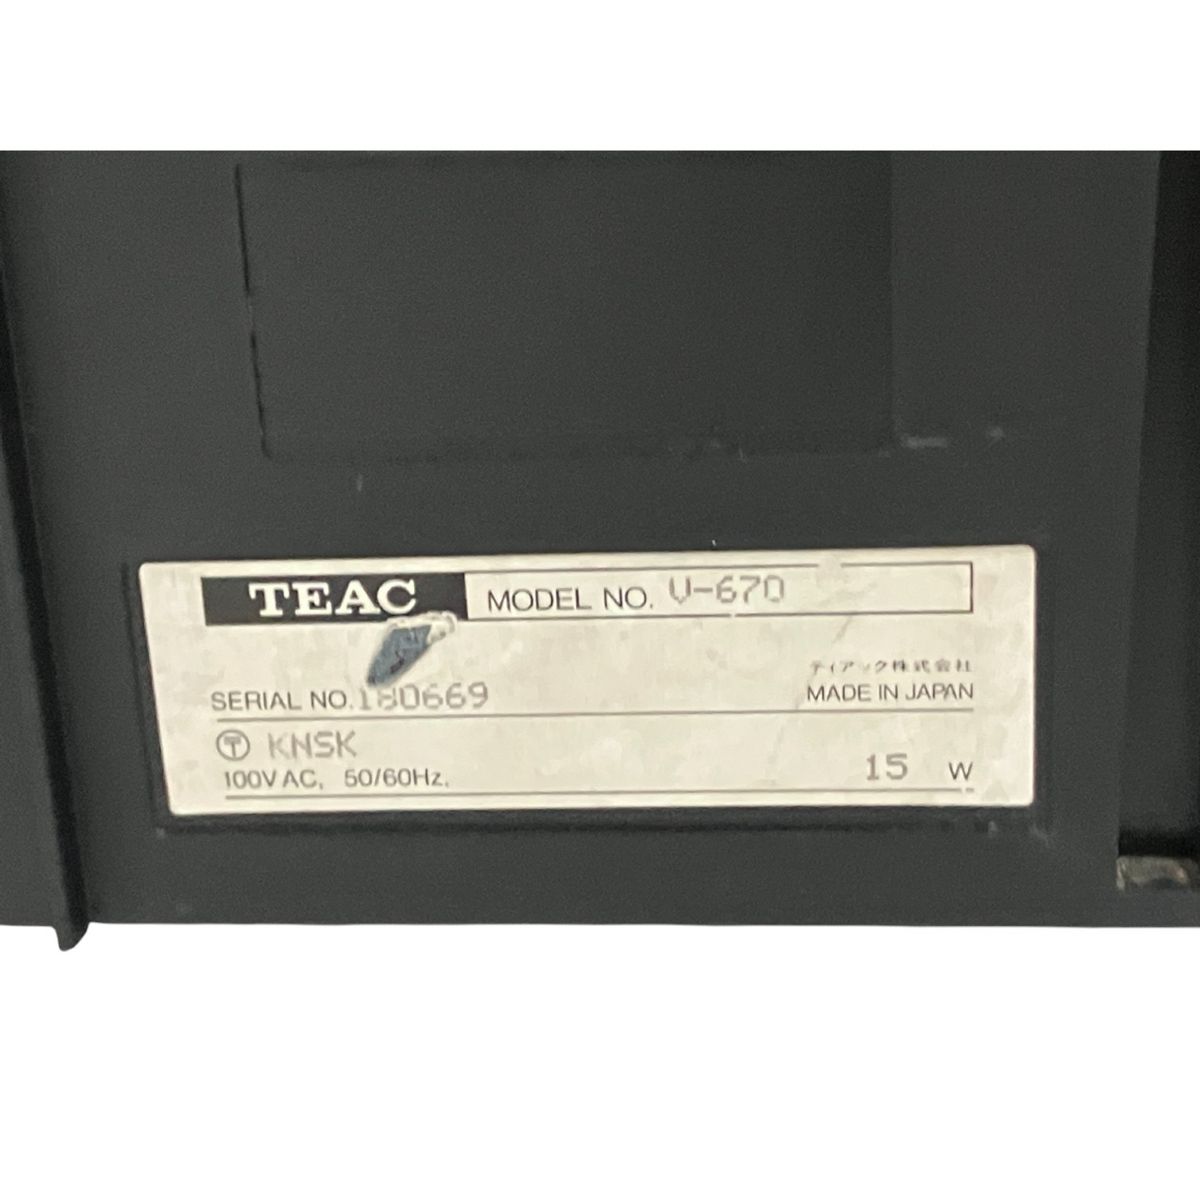 TEAC MODEL NO. V-670
ティアック株式会社
SERIAL NO. 180669 MADE IN JAPAN
Ⓣ KNSK
100V AC, 50/60Hz. 15 W